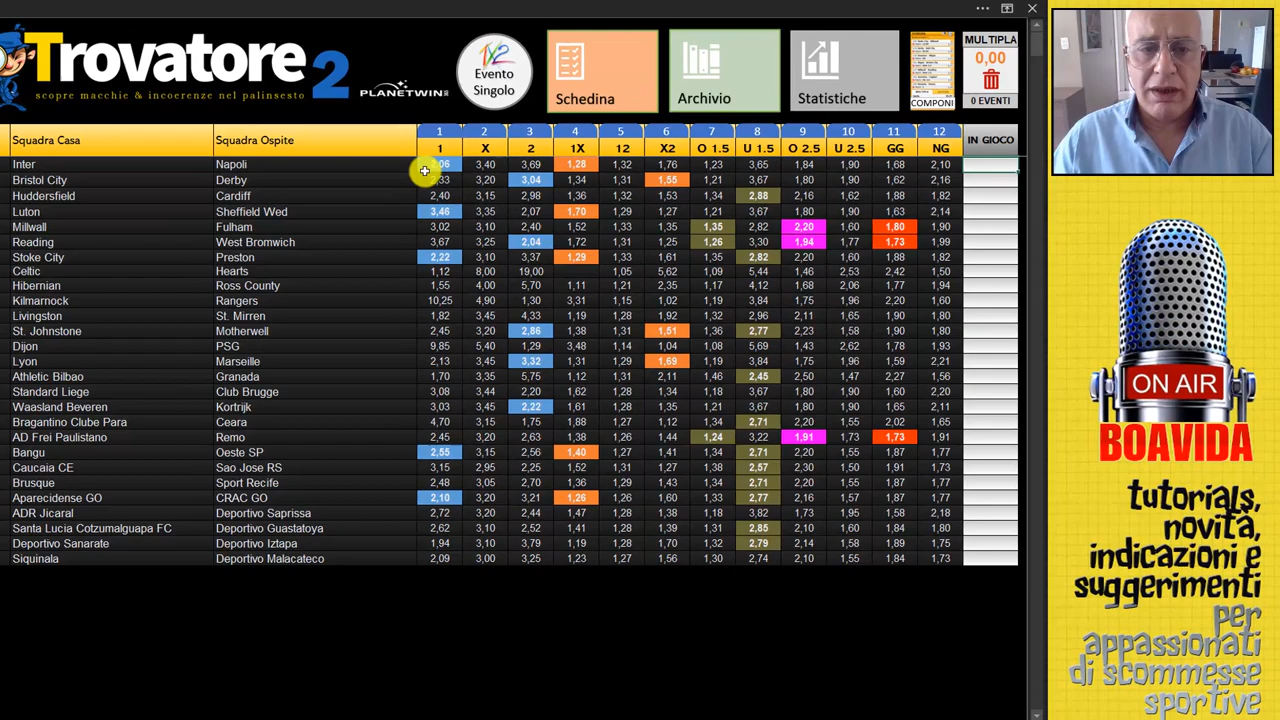 Trovatore 2
scopre macchie & incoerenze nel palinsesto
PLANETWIN
1X2
Evento
Singolo
Schedina
Archivio
Statistiche
COMPONI
MULTIPLA
0,00
0 EVENTI
1 2 3 4 5 6 7 8 9 10 11 12
Squadra Casa Squadra Ospite 1 X 2 1X 12 X2 O 1.5 U 1.5 O 2.5 U 2.5 GG NG IN GIOCO
Inter Napoli ,06 3,40 3,69 1,28 1,32 1,76 1,23 3,65 1,84 1,90 1,68 2,10
Bristol City Derby 2,33 3,20 3,04 1,34 1,31 1,55 1,21 3,67 1,80 1,90 1,62 2,16
Huddersfield Cardiff 2,40 3,15 2,98 1,36 1,32 1,53 1,34 2,88 2,16 1,62 1,88 1,82
Luton Sheffield Wed 3,46 3,35 2,07 1,70 1,29 1,27 1,21 3,67 1,80 1,90 1,63 2,14
Millwall Fulham 3,02 3,10 2,40 1,52 1,33 1,35 1,35 2,82 2,20 1,60 1,80 1,90
Reading West Bromwich 3,67 3,25 2,04 1,72 1,31 1,25 1,26 3,30 1,94 1,77 1,73 1,99
Stoke City Preston 2,22 3,10 3,37 1,29 1,33 1,61 1,35 2,82 2,20 1,60 1,88 1,82
Celtic Hearts 1,12 8,00 19,00 1,05 5,62 1,09 5,44 1,46 2,53 2,42 1,50
Hibernian Ross County 1,55 4,00 5,70 1,11 1,21 2,35 1,17 4,12 1,68 2,06 1,77 1,94
Kilmarnock Rangers 10,25 4,90 1,30 3,31 1,15 1,02 1,19 3,84 1,75 1,96 2,20 1,60
Livingston St. Mirren 1,82 3,45 4,33 1,19 1,28 1,92 1,32 2,96 2,11 1,65 1,90 1,80
St. Johnstone Motherwell 2,45 3,20 2,86 1,38 1,31 1,51 1,36 2,77 2,23 1,58 1,90 1,80
Dijon PSG 9,85 5,40 1,29 3,48 1,14 1,04 1,08 5,69 1,43 2,62 1,78 1,93
Lyon Marseille 2,13 3,45 3,32 1,31 1,29 1,69 1,19 3,84 1,75 1,96 1,59 2,21
Athletic Bilbao Granada 1,70 3,35 5,75 1,12 1,31 2,11 1,46 2,45 2,50 1,47 2,27 1,56
Standard Liege Club Brugge 3,08 3,44 2,20 1,62 1,28 1,34 1,18 3,67 1,83 1,89 1,60 2,20
Waasland Beveren Kortrijk 3,03 3,45 2,22 1,61 1,28 1,35 1,21 3,67 1,80 1,90 1,65 2,11
Bragantino Clube Para Ceara 4,70 3,15 1,75 1,88 1,27 1,12 1,34 2,71 2,20 1,55 2,02 1,65
AD Frei Paulistano Remo 2,45 3,20 2,63 1,38 1,26 1,44 1,24 3,22 1,91 1,73 1,73 1,91
Bangu Oeste SP 2,55 3,15 2,56 1,40 1,27 1,41 1,34 2,71 2,20 1,55 1,87 1,77
Caucaia CE Sao Jose RS 3,15 2,95 2,25 1,52 1,31 1,27 1,38 2,57 2,30 1,50 1,91 1,73
Brusque Sport Recife 2,48 3,05 2,70 1,36 1,29 1,43 1,34 2,71 2,20 1,55 1,87 1,77
Aparecidense GO CRAC GO 2,10 3,20 3,21 1,26 1,26 1,60 1,33 2,77 2,16 1,57 1,87 1,77
ADR Jicaral Deportivo Saprissa 2,72 3,20 2,44 1,47 1,28 1,38 1,18 3,82 1,73 1,95 1,58 2,18
Santa Lucia Cotzumalguapa FC Deportivo Guastatoya 2,62 3,10 2,52 1,41 1,28 1,39 1,31 2,85 2,10 1,60 1,84 1,80
Deportivo Sanarate Deportivo Iztapa 1,94 3,10 3,79 1,19 1,28 1,70 1,32 2,79 2,14 1,58 1,89 1,75
Siquinala Deportivo Malacateco 2,09 3,00 3,25 1,23 1,31 1,56 1,32 2,74 2,10 1,55 1,84 1,73
ON AIR
BOAVIDA
tutorials,
novità,
indicazioni e
suggerimenti
per
appassionati
di scommesse
sportive